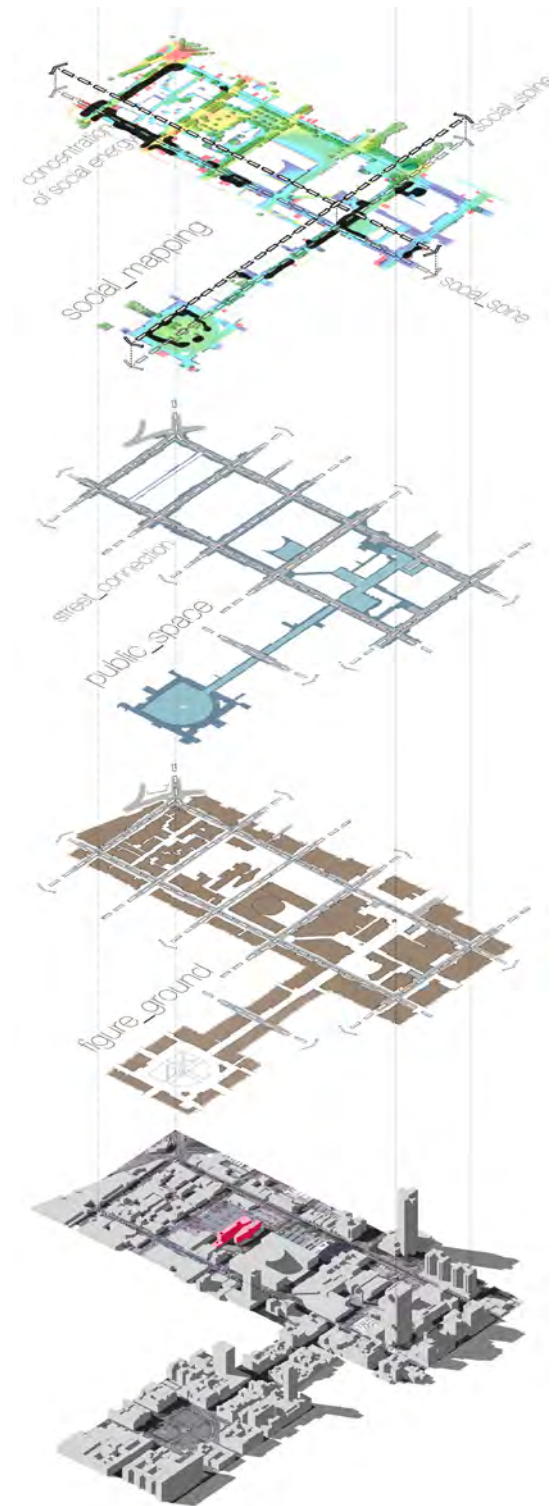 social_spine
concentration
of social energy
social_mapping
social_spine
street_connection
public_space
figure_ground